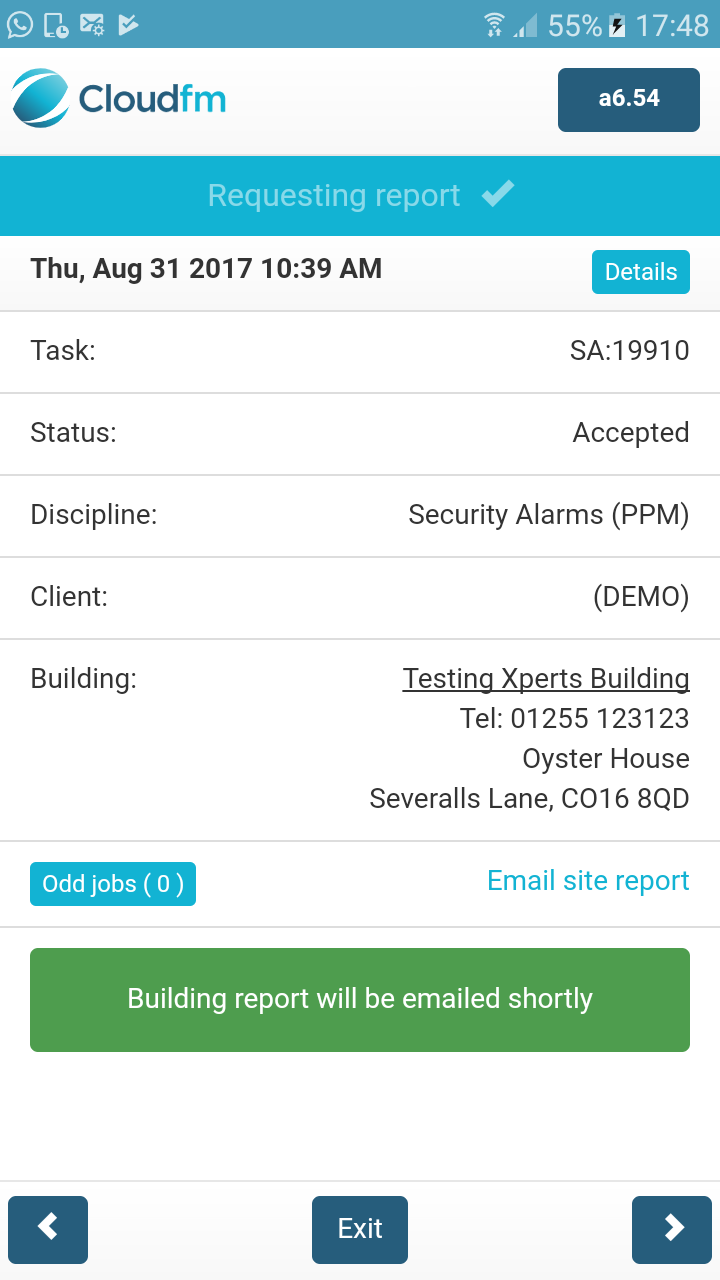 55% 17:48
Cloudfm
a6.54
Requesting report
Thu, Aug 31 2017 10:39 AM
Details
Task: SA:19910
Status: Accepted
Discipline: Security Alarms (PPM)
Client: (DEMO)
Building: Testing Xperts Building
Tel: 01255 123123
Oyster House
Severalls Lane, CO16 8QD
Odd jobs ( 0 ) Email site report
Building report will be emailed shortly
Exit